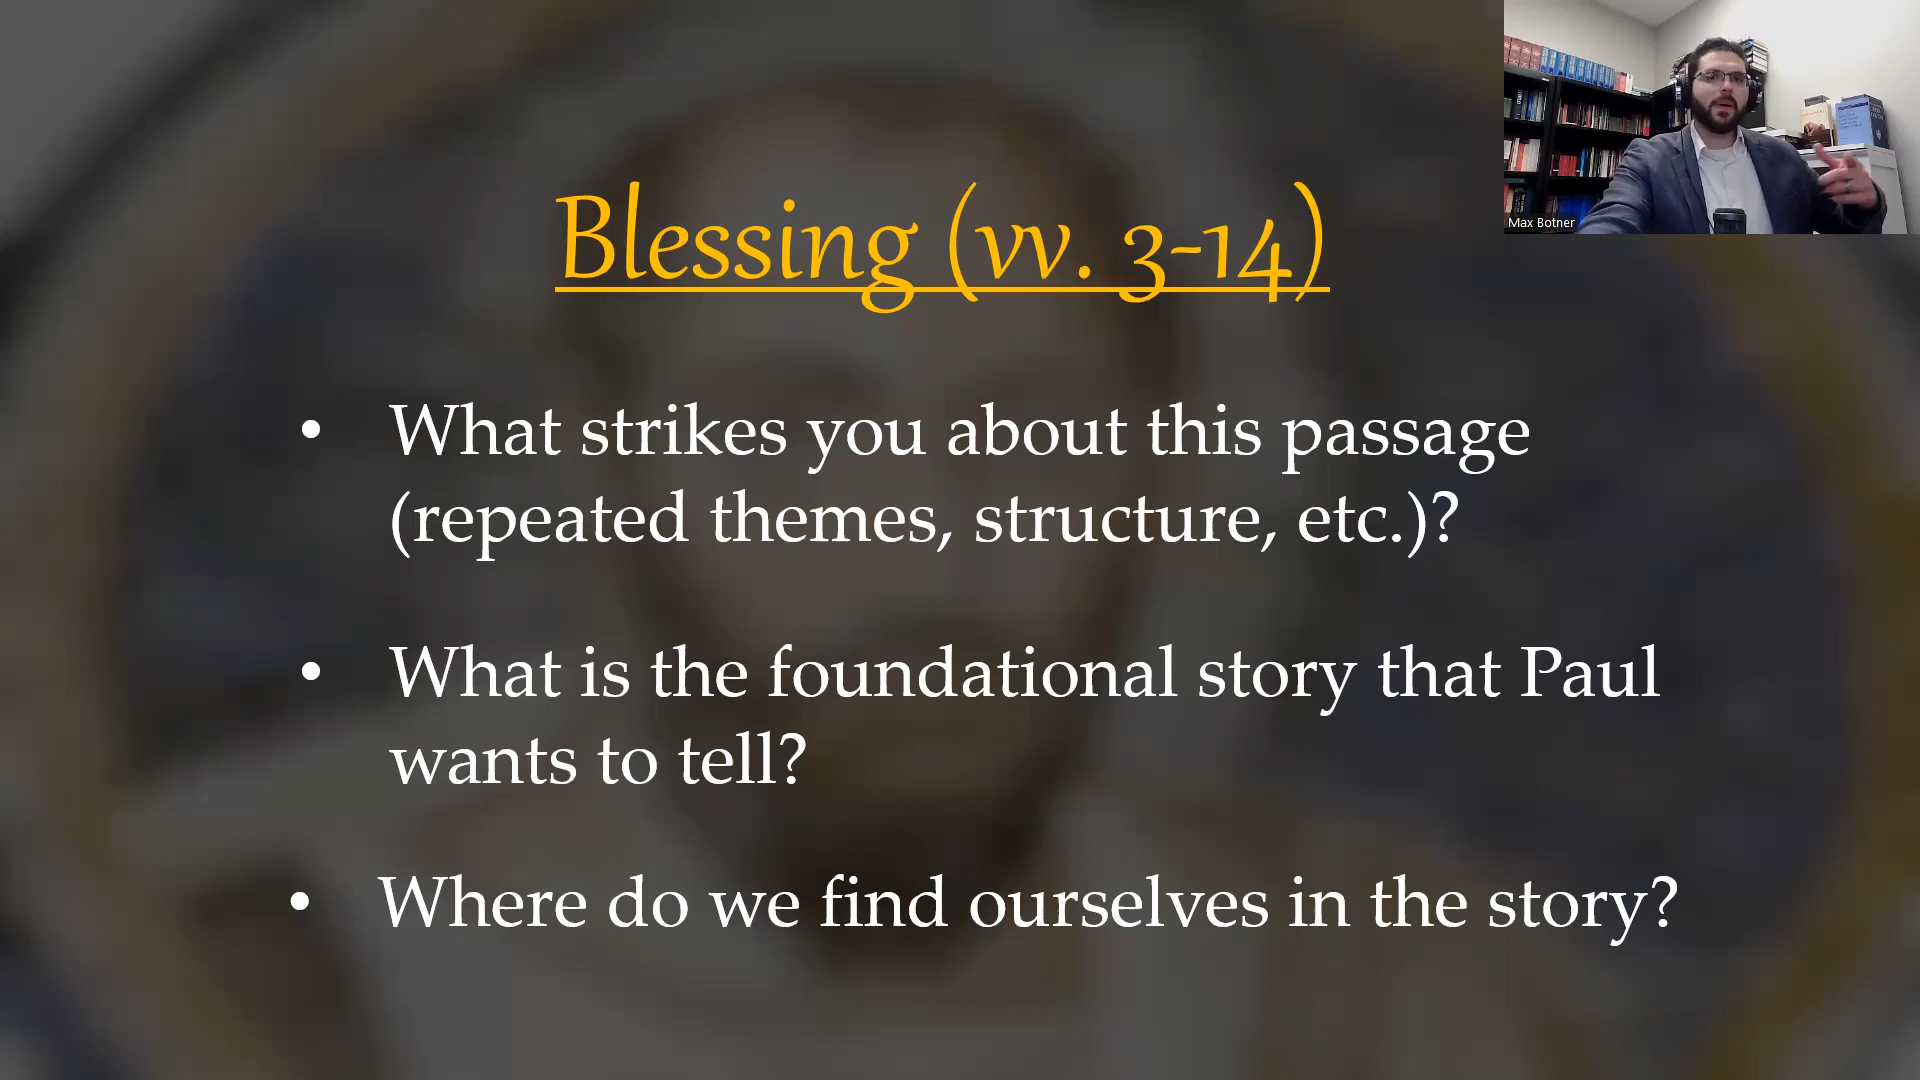 Blessing (vv. 3-14)
• What strikes you about this passage
(repeated themes, structure, etc.)?
• What is the foundational story that Paul
wants to tell?
• Where do we find ourselves in the story?
Max Botner